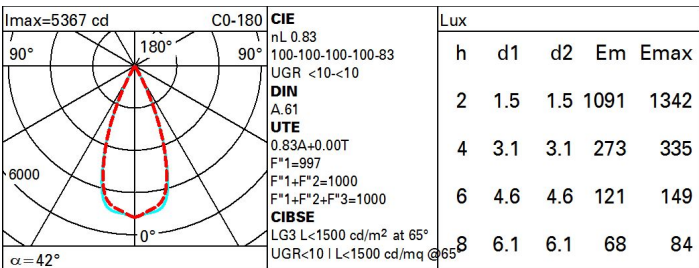 Imax=5367 cd C0-180
90° 180° 90°
6000
0°
α=42°
CIE
nL 0.83
100-100-100-100-83
UGR <10-<10
DIN
A.61
UTE
0.83A+0.00T
F"1=997
F"1+F"2=1000
F"1+F"2+F"3=1000
CIBSE
LG3 L<1500 cd/m² at 65°
UGR<10 | L<1500 cd/mq @65°
Lux
h d1 d2 Em Emax
2 1.5 1.5 1091 1342
4 3.1 3.1 273 335
6 4.6 4.6 121 149
8 6.1 6.1 68 84